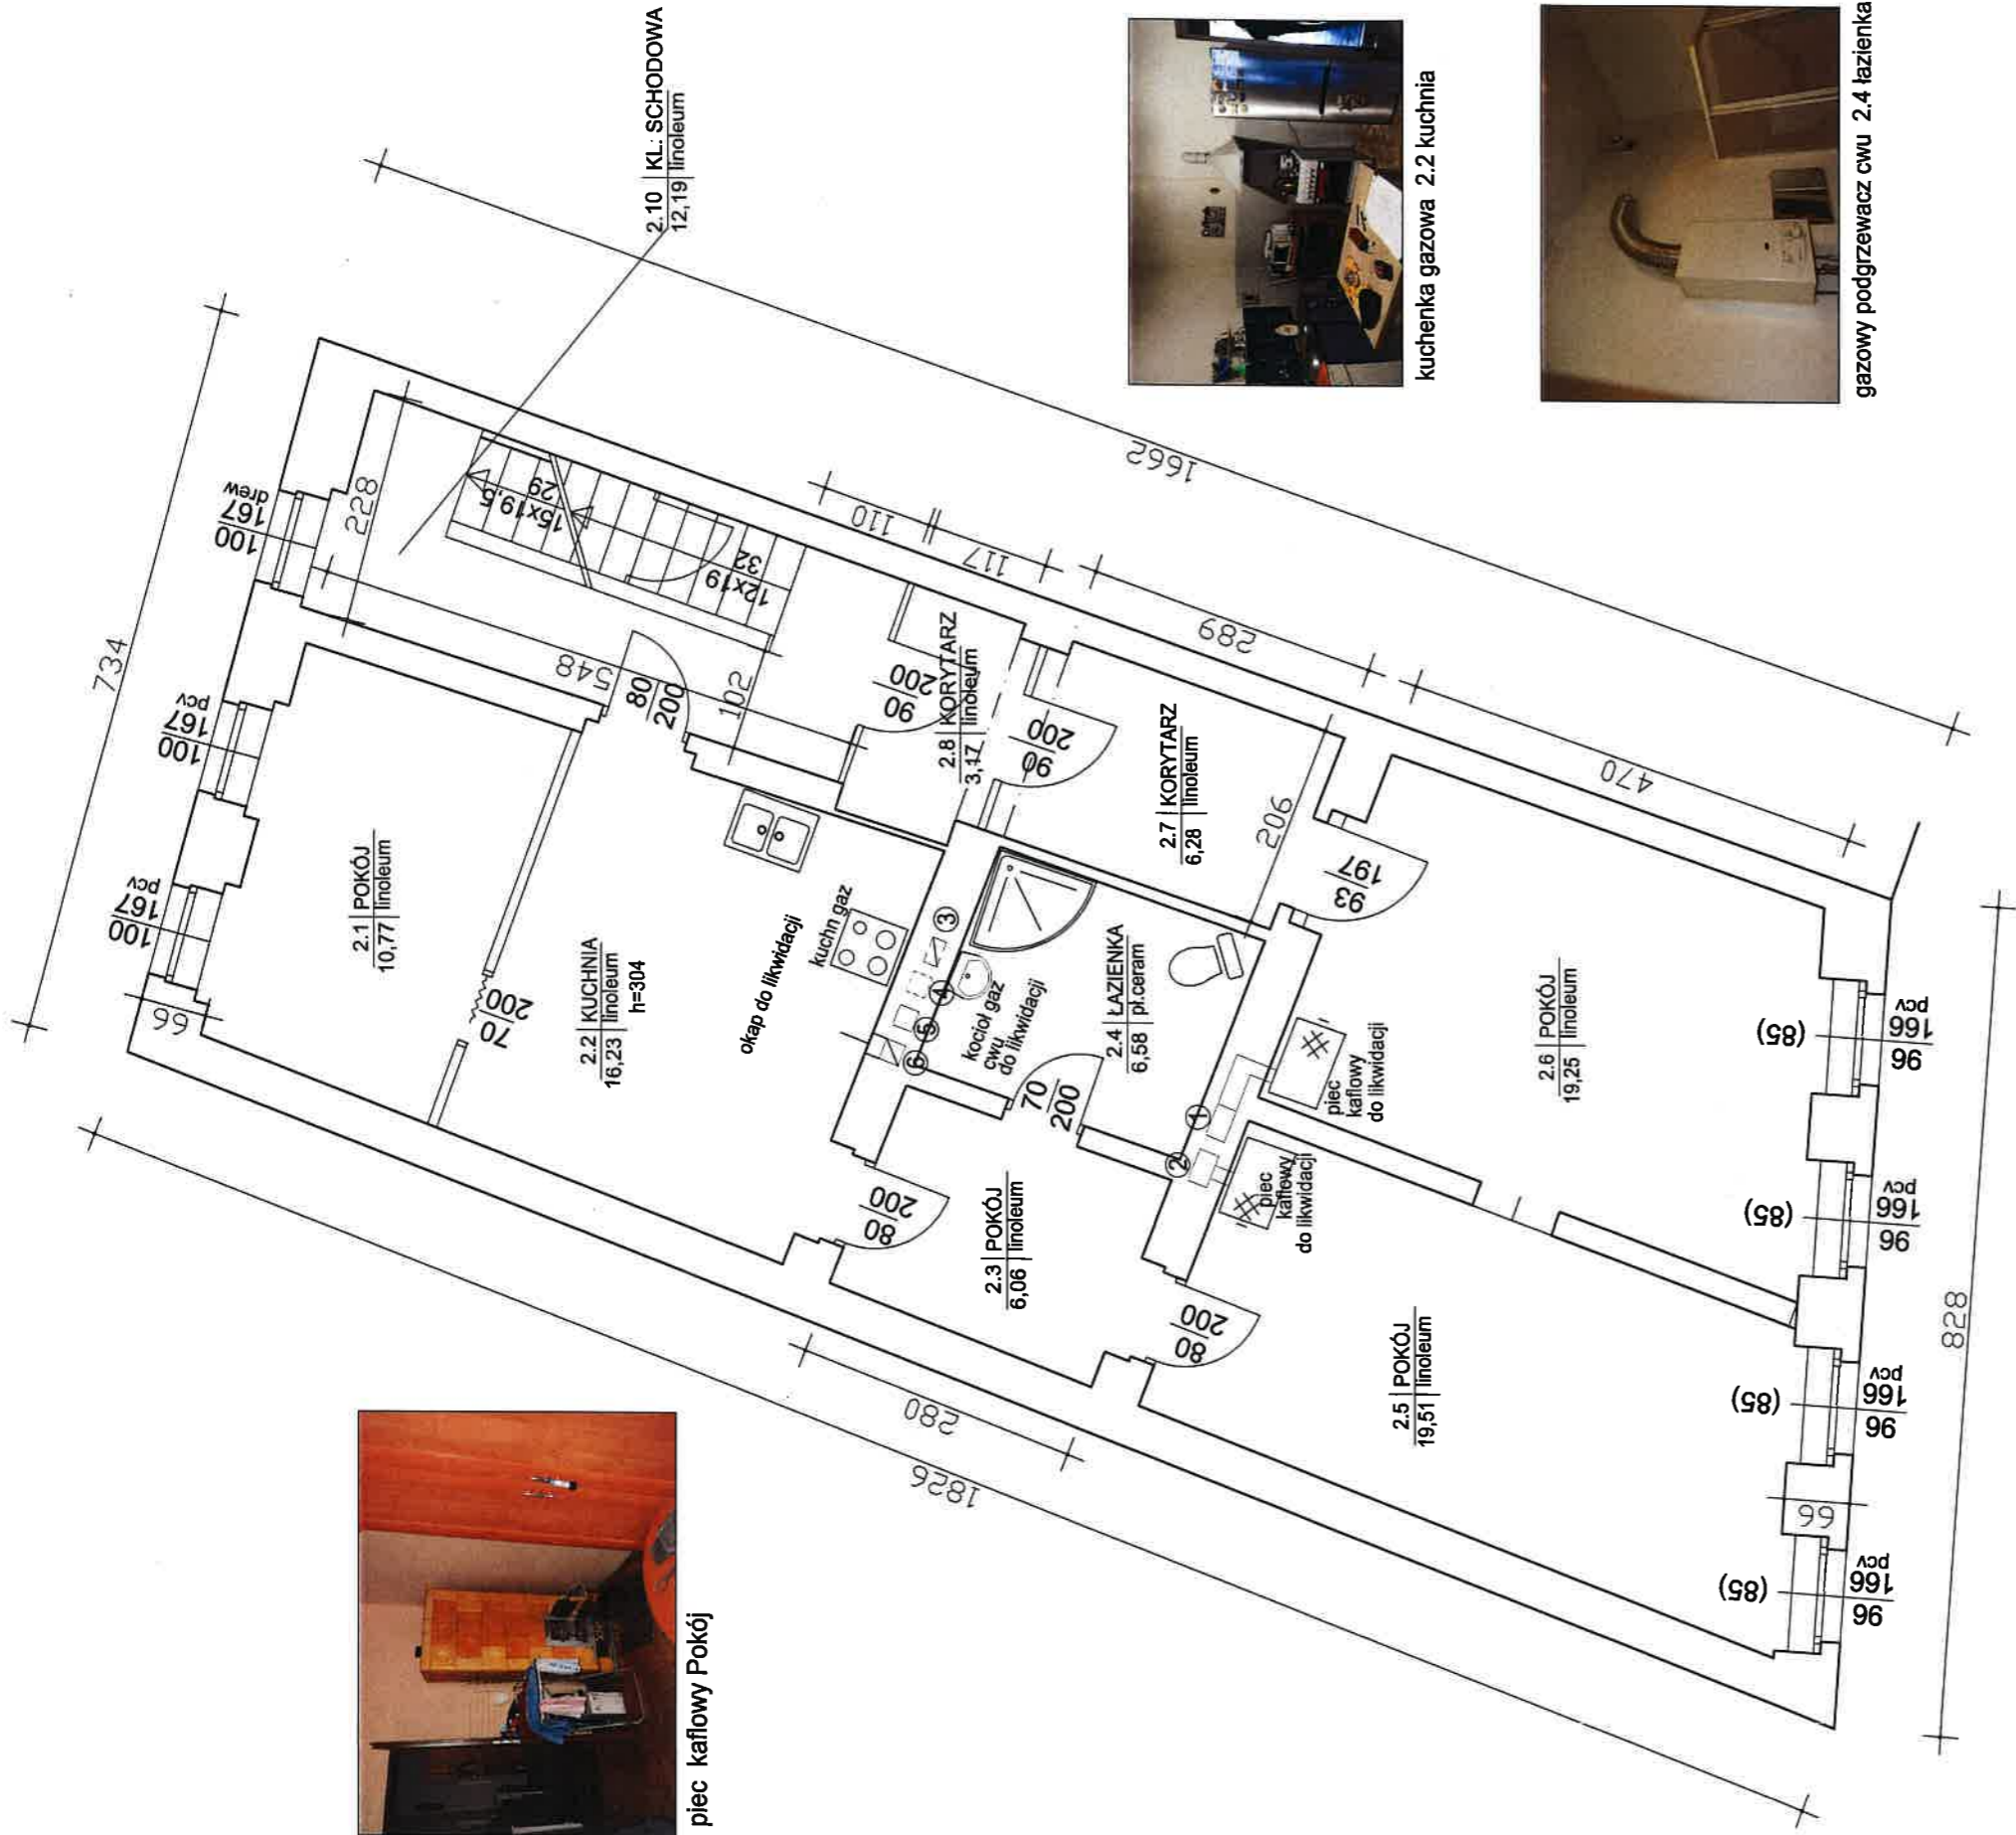 734
100
167
pcv
100
167
pcv
100
167
drew
66
228
2.10 KL: SCHODOWA
12,19 linoleum
15x19,5
29
12x19
32
548
102
110
117
289
470
1662
2.1 POKÓJ
10,77 linoleum
70
200
2.2 KUCHNIA
16,23 linoleum
h=304
80
200
okap do likwidacji
kuchn gaz
2.8 KORYTARZ
3,17 linoleum
90
200
90
200
2.7 KORYTARZ
6,28 linoleum
206
3
4
5
6
kocioł gaz
cwu
do likwidacji
2.4 ŁAZIENKA
6,58 pł.ceram
70
200
80
200
2.3 POKÓJ
6,06 linoleum
1
2
piec
kaflowy
do likwidacji
piec
kaflowy
do likwidacji
93
197
2.6 POKÓJ
19,25 linoleum
80
200
2.5 POKÓJ
19,51 linoleum
280
1826
66
(85)
96
166
pcv
(85)
96
166
pcv
(85)
96
166
pcv
(85)
96
166
pcv
828
piec kaflowy Pokój
kuchenka gazowa 2.2 kuchnia
gazowy podgrzewacz cwu 2.4 łazienka